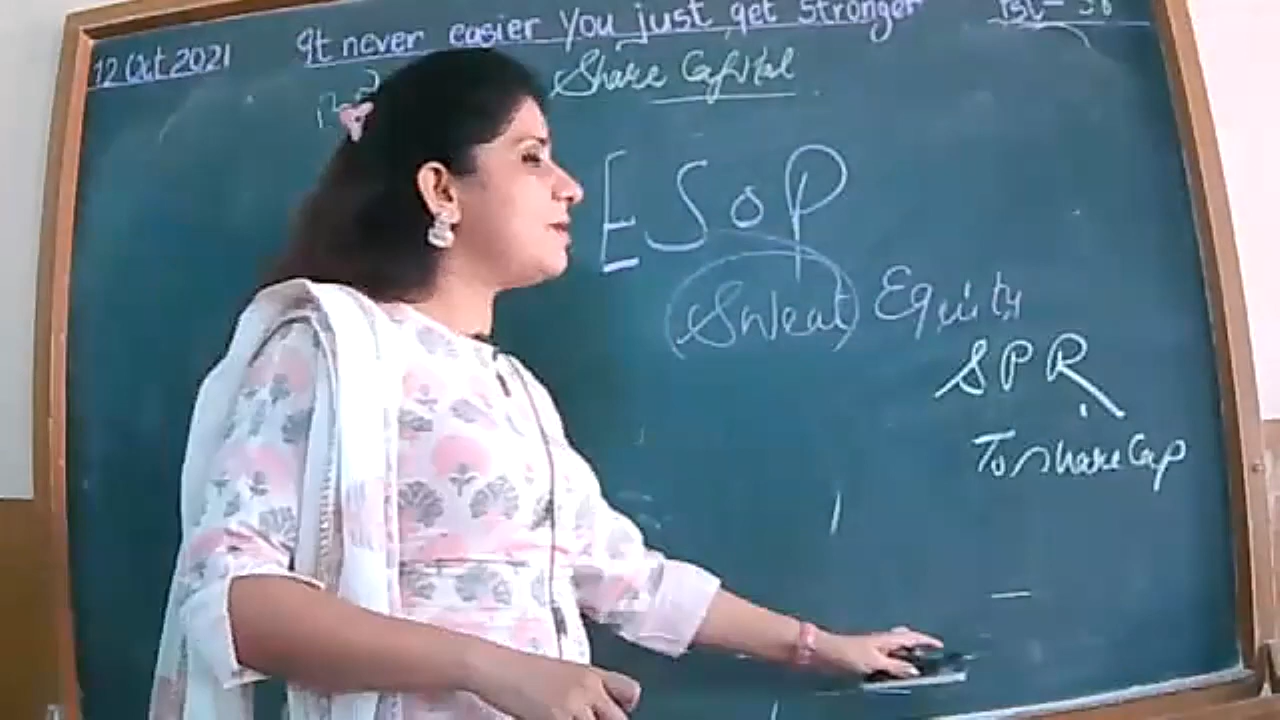 12 Oct 2021 It never easier You just get stronger
Share Capital
ESOP
Sweat Equity
SPR
To share Cap